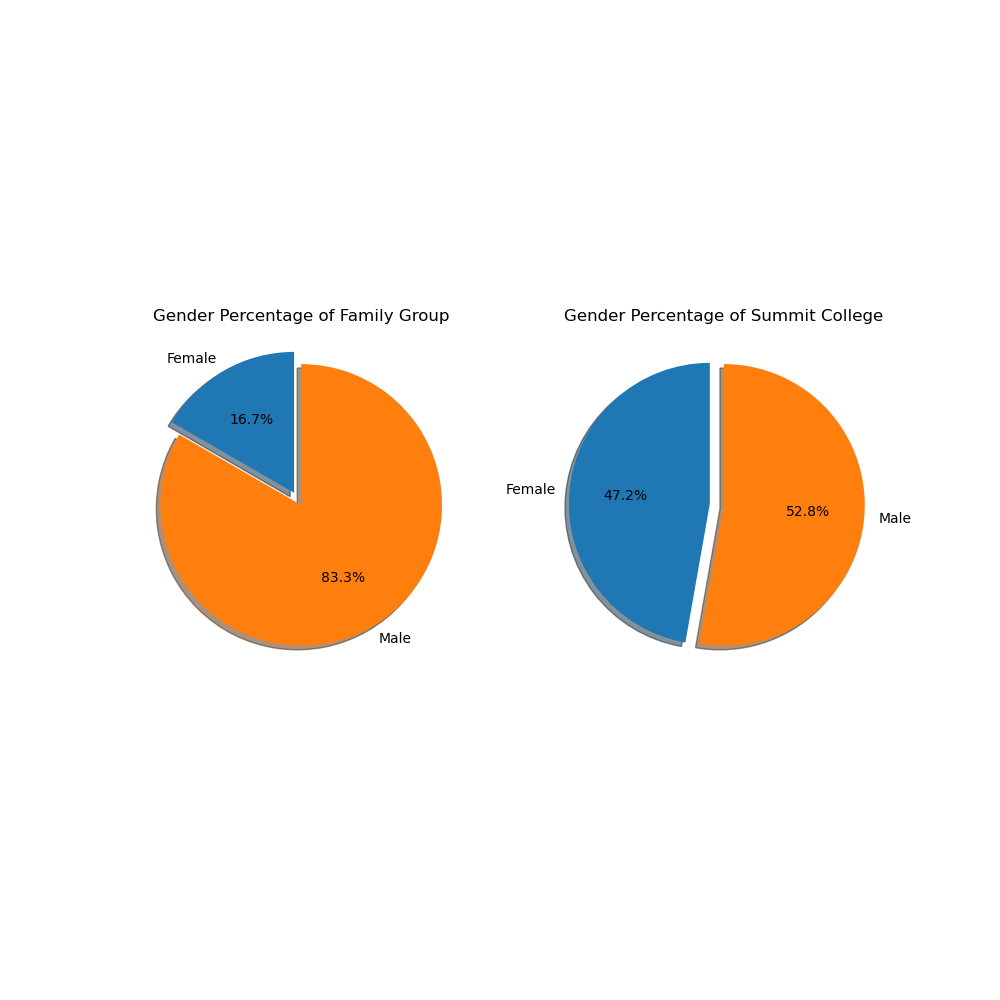 Gender Percentage of Family Group
Female
16.7%
83.3%
Male
Gender Percentage of Summit College
Female
47.2%
52.8%
Male